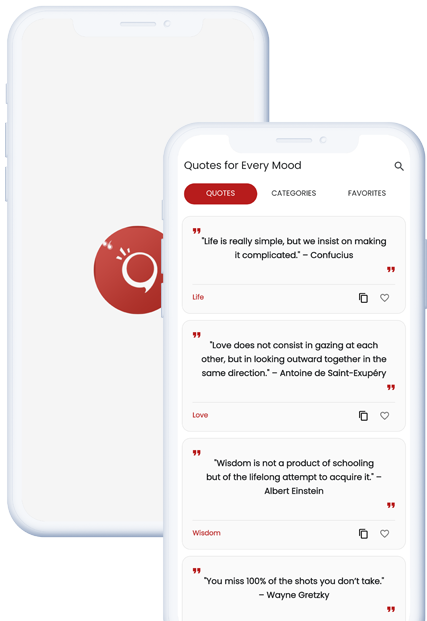 Quotes for Every Mood
QUOTES CATEGORIES FAVORITES
"Life is really simple, but we insist on making
it complicated." – Confucius
Life
"Love does not consist in gazing at each
other, but in looking outward together in the
same direction." – Antoine de Saint-Exupéry
Love
"Wisdom is not a product of schooling
but of the lifelong attempt to acquire it." –
Albert Einstein
Wisdom
"You miss 100% of the shots you don’t take."
– Wayne Gretzky